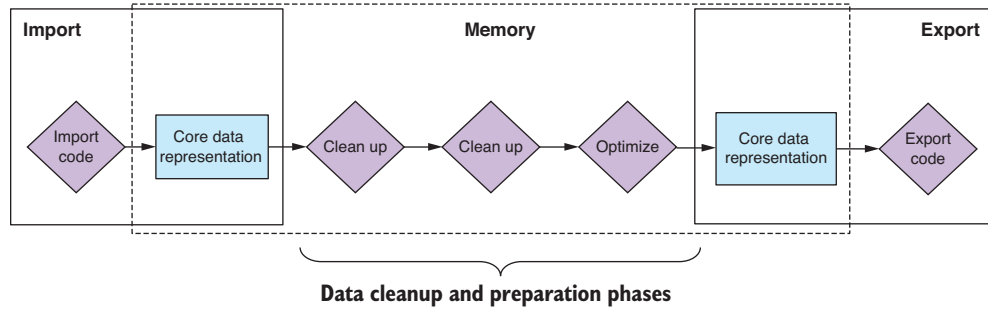 Import
Memory
Export
Import
code
Core data
representation
Clean up
Clean up
Optimize
Core data
representation
Export
code
Data cleanup and preparation phases